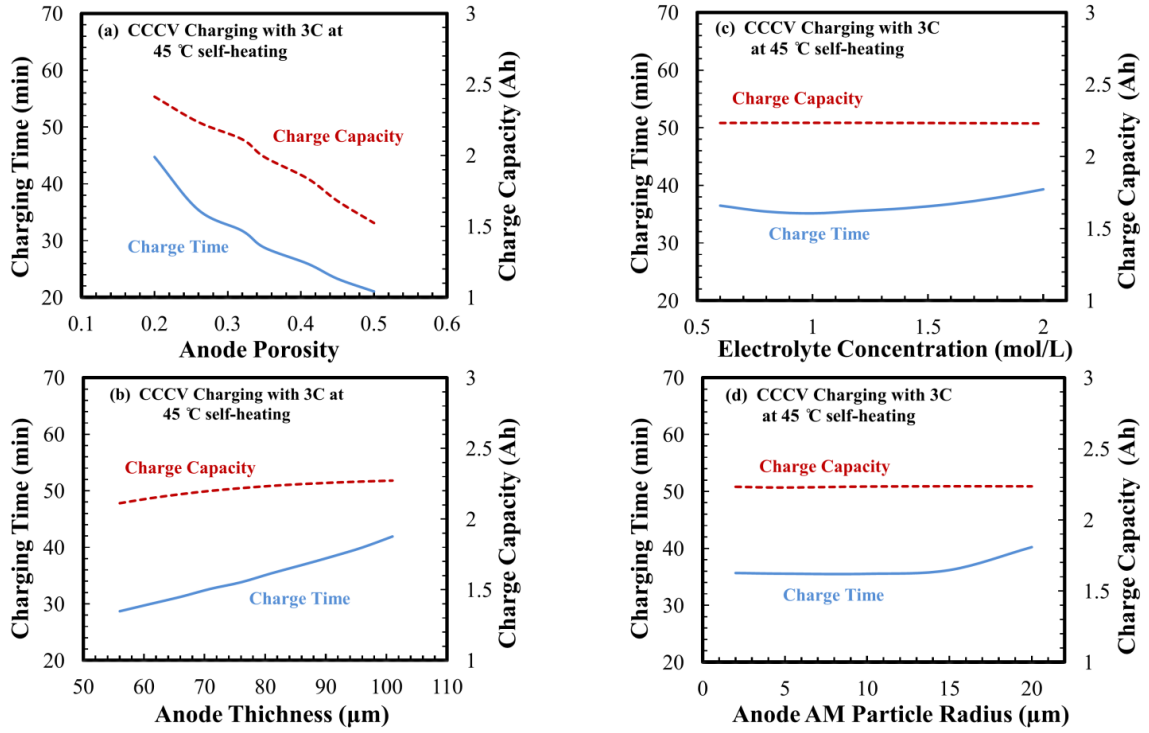 (a) CCCV Charging with 3C at
45 ℃ self-heating
Charging Time (min)
70
60
50
40
30
20
Charge Capacity
Charge Time
3
2.5
2
1.5
1
Charge Capacity (Ah)
0.1 0.2 0.3 0.4 0.5 0.6
Anode Porosity
(c) CCCV Charging with 3C
at 45 ℃ self-heating
Charging Time (min)
70
60
50
40
30
20
Charge Capacity
Charge Time
3
2.5
2
1.5
1
Charge Capacity (Ah)
0.5 1 1.5 2
Electrolyte Concentration (mol/L)
(b) CCCV Charging with 3C at
45 ℃ self-heating
Charging Time (min)
70
60
50
40
30
20
Charge Capacity
Charge Time
3
2.5
2
1.5
1
Charge Capacity (Ah)
50 60 70 80 90 100 110
Anode Thichness (μm)
(d) CCCV Charging with 3C
at 45 ℃ self-heating
Charging Time (min)
70
60
50
40
30
20
Charge Capacity
Charge Time
3
2.5
2
1.5
1
Charge Capacity (Ah)
0 5 10 15 20
Anode AM Particle Radius (μm)